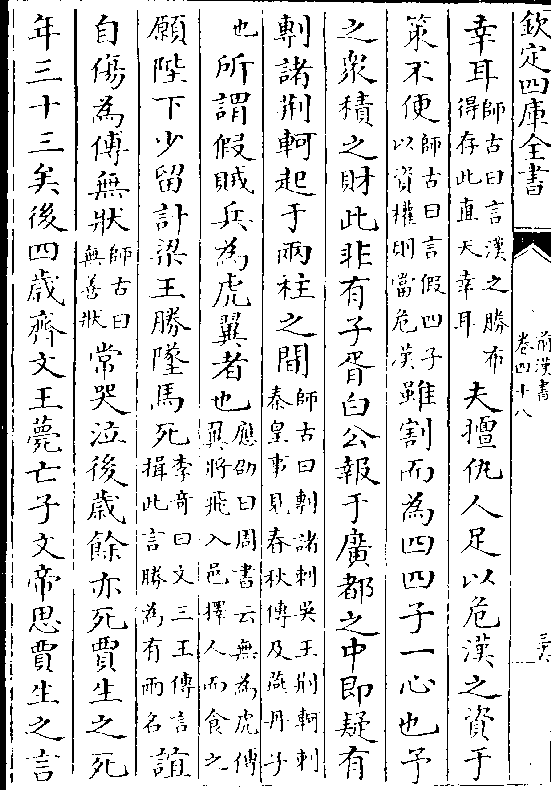 欽定四庫全書
前漢書
卷四十八
三六
幸耳師古曰言漢之勝布得存此直天幸耳夫擅仇人足以危漢之資于
策不便師古曰言假四子以資權則當危漢雖割而為四四子一心也予
之衆積之財此非有子胥白公報于廣都之中即疑有
剸諸荆軻起于兩柱之間師古曰剸諸刺吳王荆軻刺秦皇事見春秋傳及燕丹子
也所謂假賊兵為虎翼者也應劭曰周書云無為虎傅翼將飛入邑擇人而食之
願陛下少留計梁王勝墜馬死李竒曰文三王傳言揖此言勝為有兩名誼
自傷為傅無狀師古曰無善狀常哭泣後歲餘亦死賈生之死
年三十三矣後四歲齊文王薨亡子文帝思賈生之言